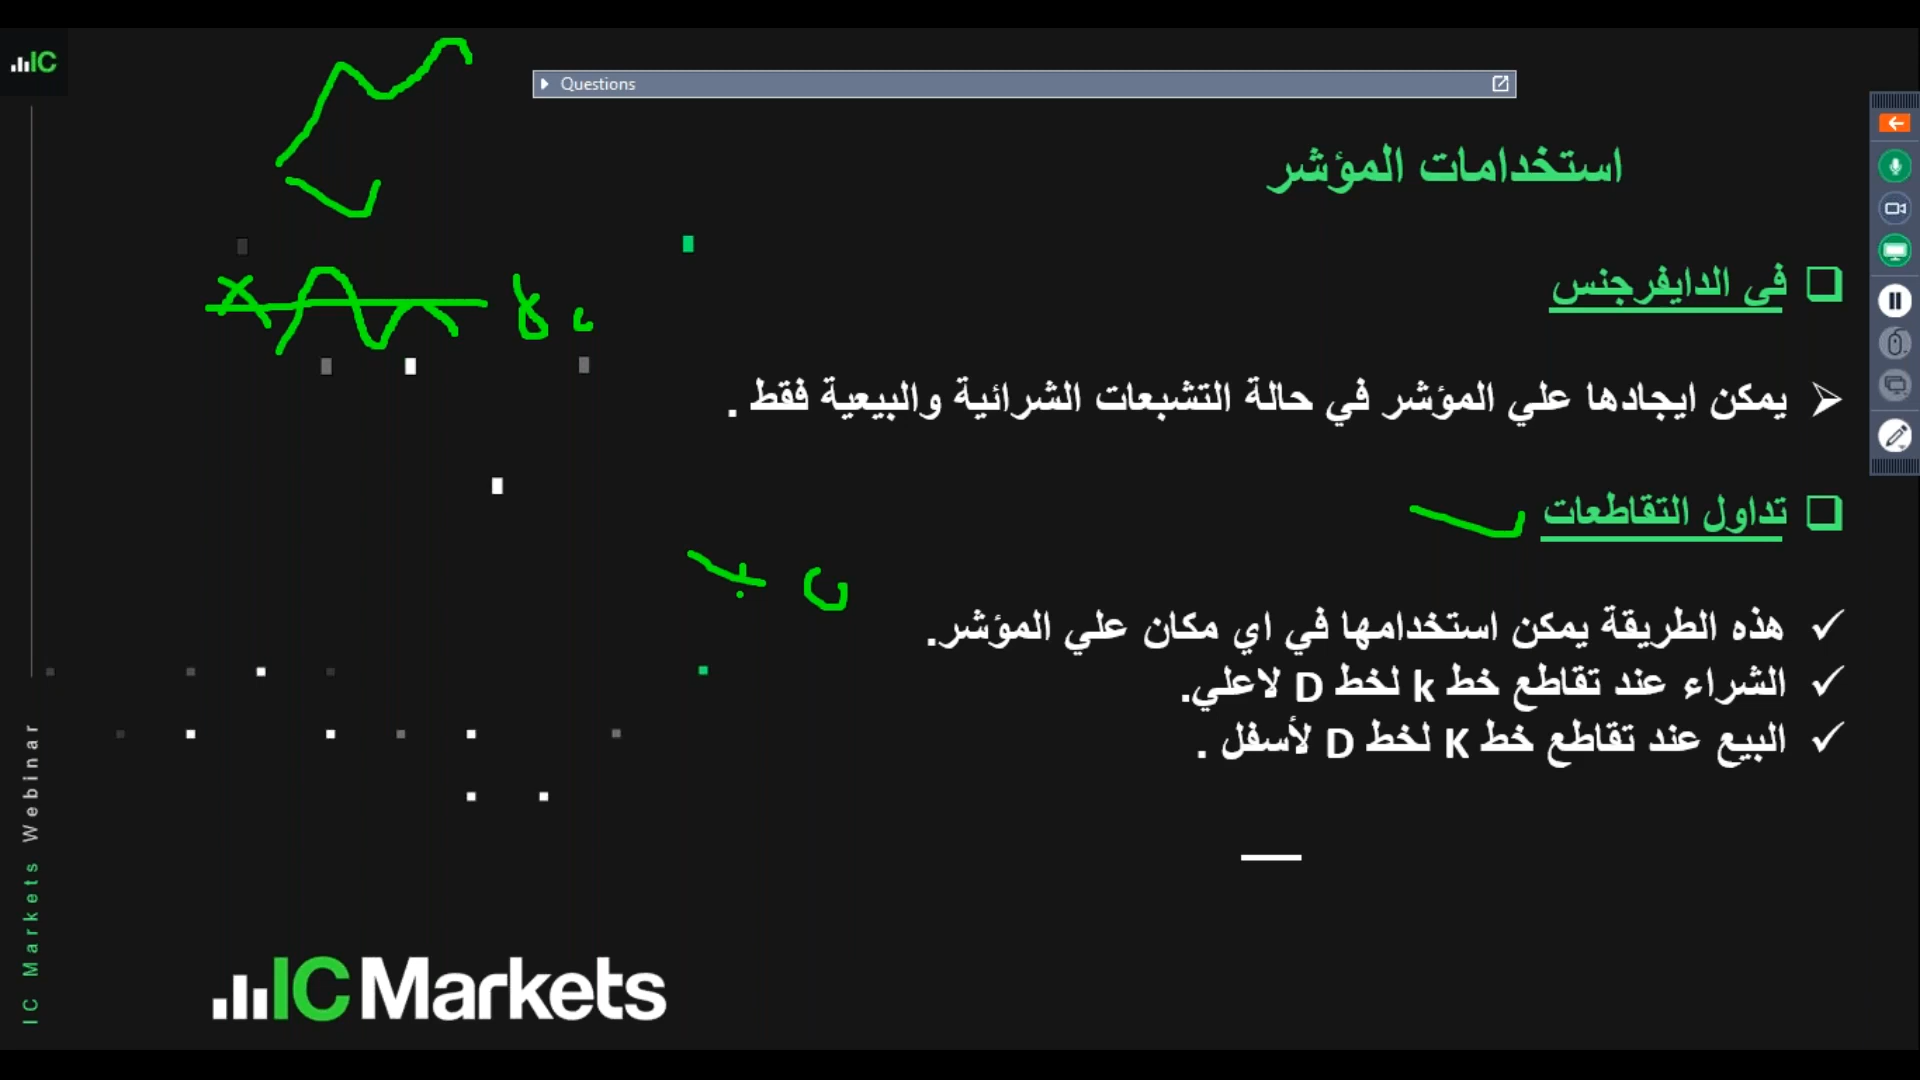 IC
Questions
استخدامات المؤشر
في الدايفرجنس
يمكن ايجادها علي المؤشر في حالة التشبعات الشرائية والبيعية فقط .
تداول التقاطعات
هذه الطريقة يمكن استخدامها في اي مكان علي المؤشر.
الشراء عند تقاطع خط k لخط D لاعلي.
البيع عند تقاطع خط K لخط D لأسفل .
IC Markets Webinar
IC Markets